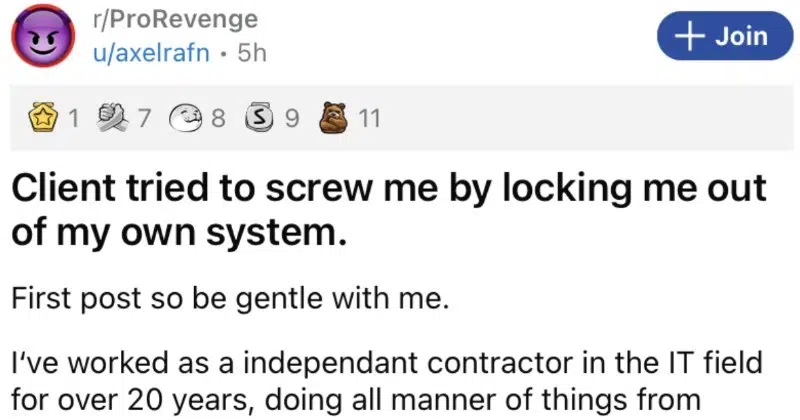 r/ProRevenge
u/axelrafn • 5h
+ Join
1 7 8 S 9 11
Client tried to screw me by locking me out
of my own system.
First post so be gentle with me.
I've worked as a independant contractor in the IT field
for over 20 years, doing all manner of things from